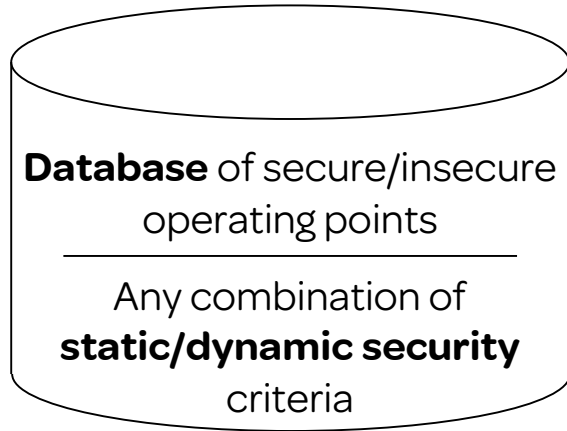 Database of secure/insecure
operating points
Any combination of
static/dynamic security
criteria